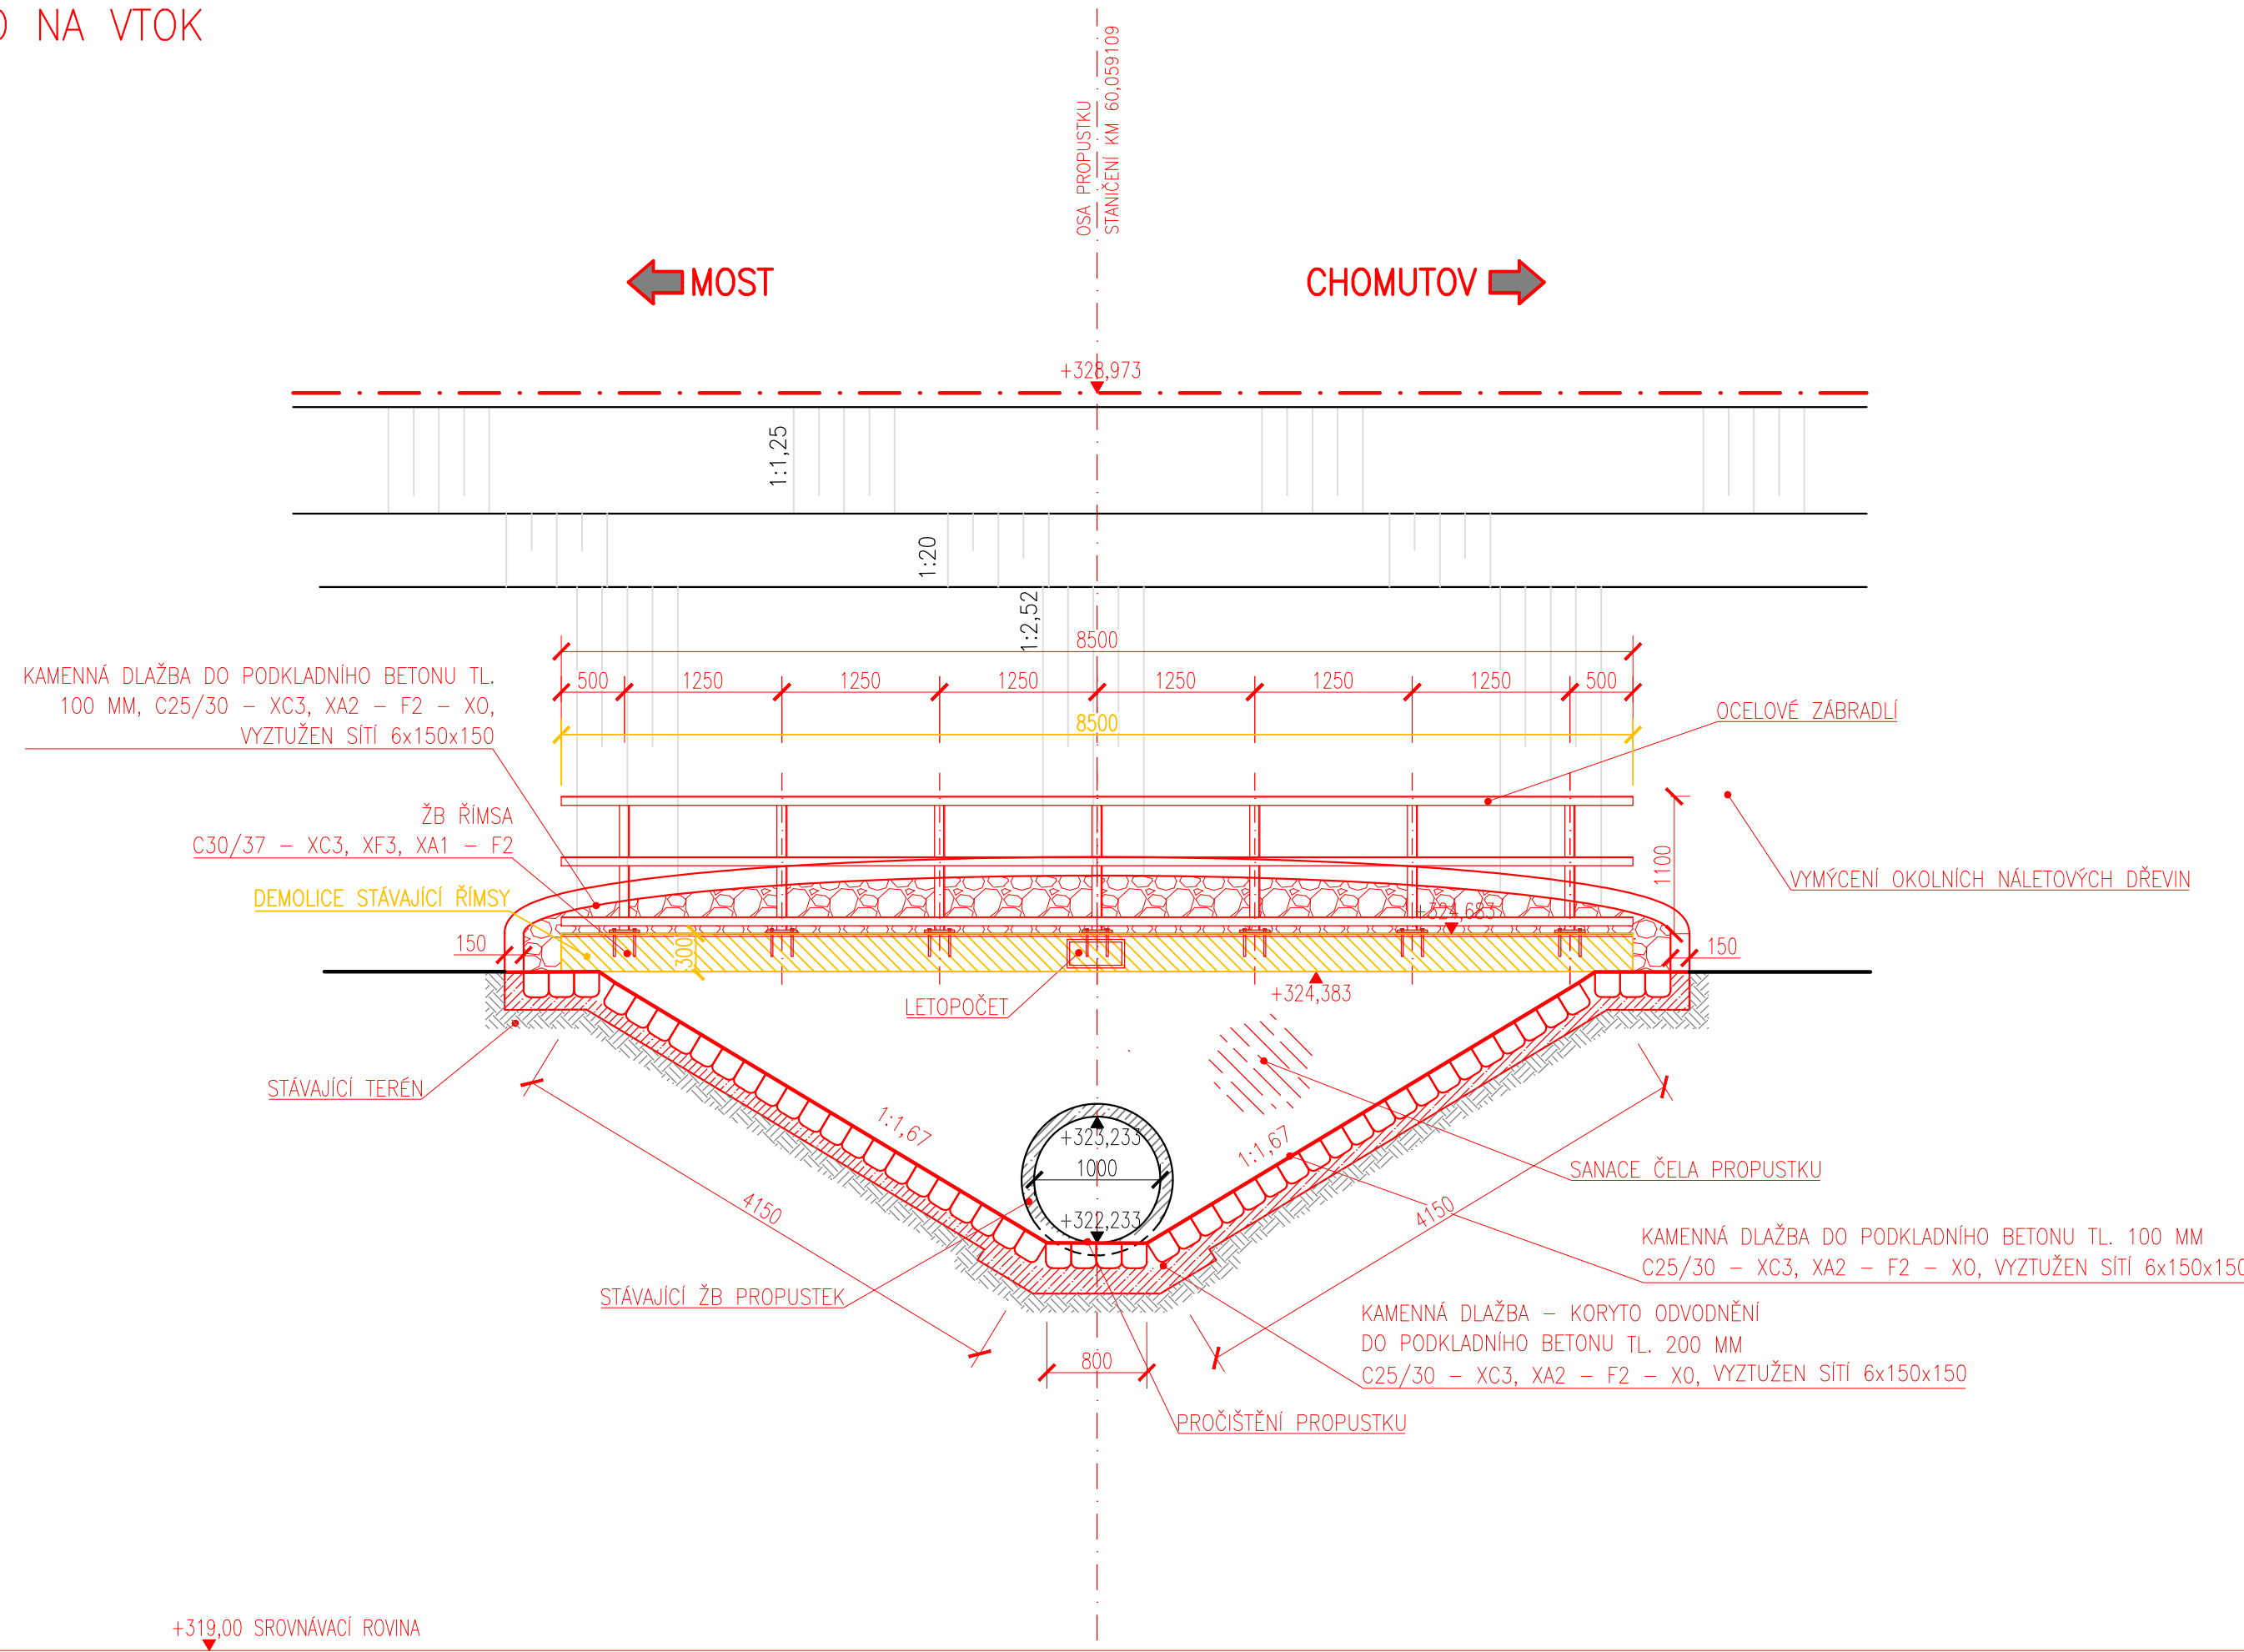 NA VTOK
OSA PROPUSTKU
STANIČENÍ KM 60,059109
MOST
CHOMUTOV
+328,973
1:1,25
1:20
1:2,52
8500
500 1250 1250 1250 1250 1250 1250 500
8500
KAMENNÁ DLAŽBA DO PODKLADNÍHO BETONU TL.
100 MM, C25/30 – XC3, XA2 – F2 – XO,
VYZTUŽEN SÍTÍ 6x150x150
OCELOVÉ ZÁBRADLÍ
ŽB ŘÍMSA
C30/37 – XC3, XF3, XA1 – F2
1100
VYMÝCENÍ OKOLNÍCH NÁLETOVÝCH DŘEVIN
DEMOLICE STÁVAJÍCÍ ŘÍMSY
+324,683
150
300
150
+324,383
LETOPOČET
STÁVAJÍCÍ TERÉN
1:1,67
+323,233
1:1,67
1000
SANACE ČELA PROPUSTKU
4150
+322,233
4150
KAMENNÁ DLAŽBA DO PODKLADNÍHO BETONU TL. 100 MM
C25/30 – XC3, XA2 – F2 – XO, VYZTUŽEN SÍTÍ 6x150x150
STÁVAJÍCÍ ŽB PROPUSTEK
KAMENNÁ DLAŽBA – KORYTO ODVODNĚNÍ
DO PODKLADNÍHO BETONU TL. 200 MM
C25/30 – XC3, XA2 – F2 – XO, VYZTUŽEN SÍTÍ 6x150x150
800
PROČIŠTĚNÍ PROPUSTKU
+319,00 SROVNÁVACÍ ROVINA